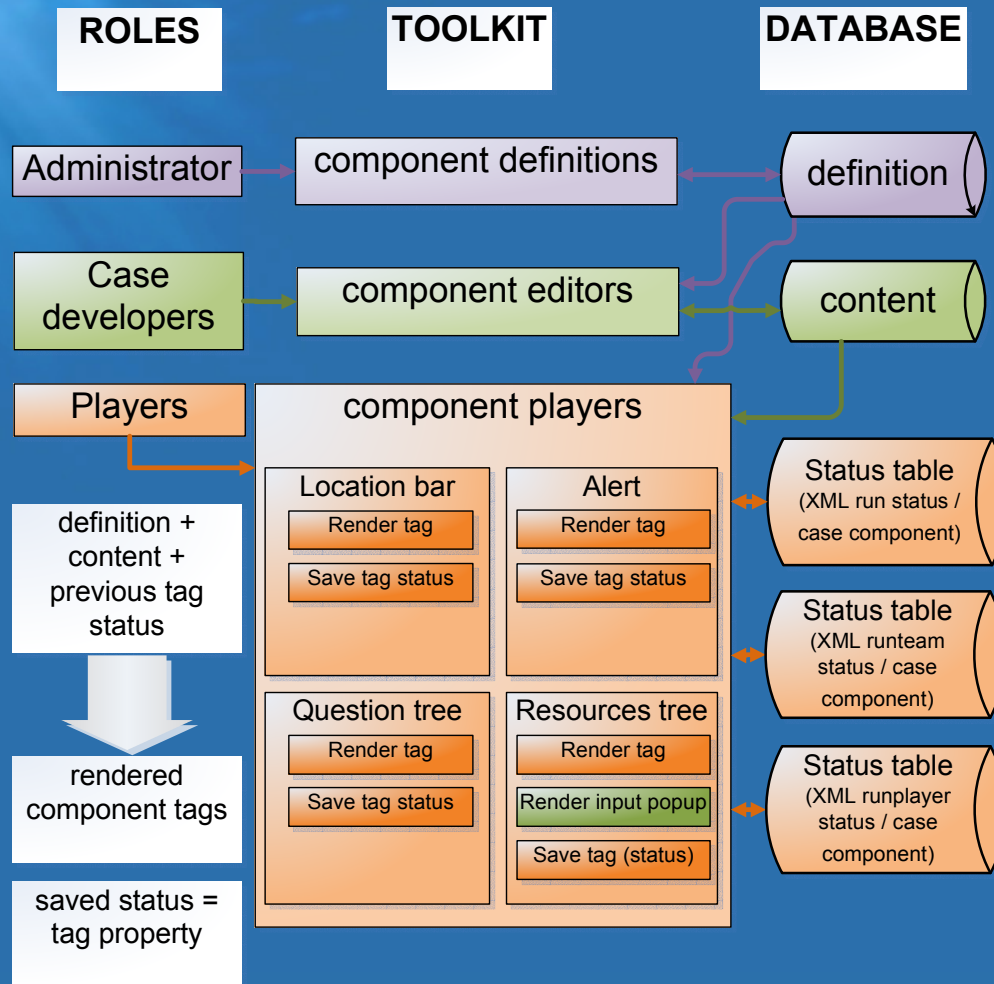 ROLES
TOOLKIT
DATABASE
Administrator
component definitions
definition
Case
developers
component editors
content
Players
component players
Location bar
Render tag
Save tag status
Alert
Render tag
Save tag status
Question tree
Render tag
Save tag status
Resources tree
Render tag
Render input popup
Save tag (status)
Status table
(XML run status /
case component)
Status table
(XML runteam
status / case
component)
Status table
(XML runplayer
status / case
component)
definition +
content +
previous tag
status
rendered
component tags
saved status =
tag property